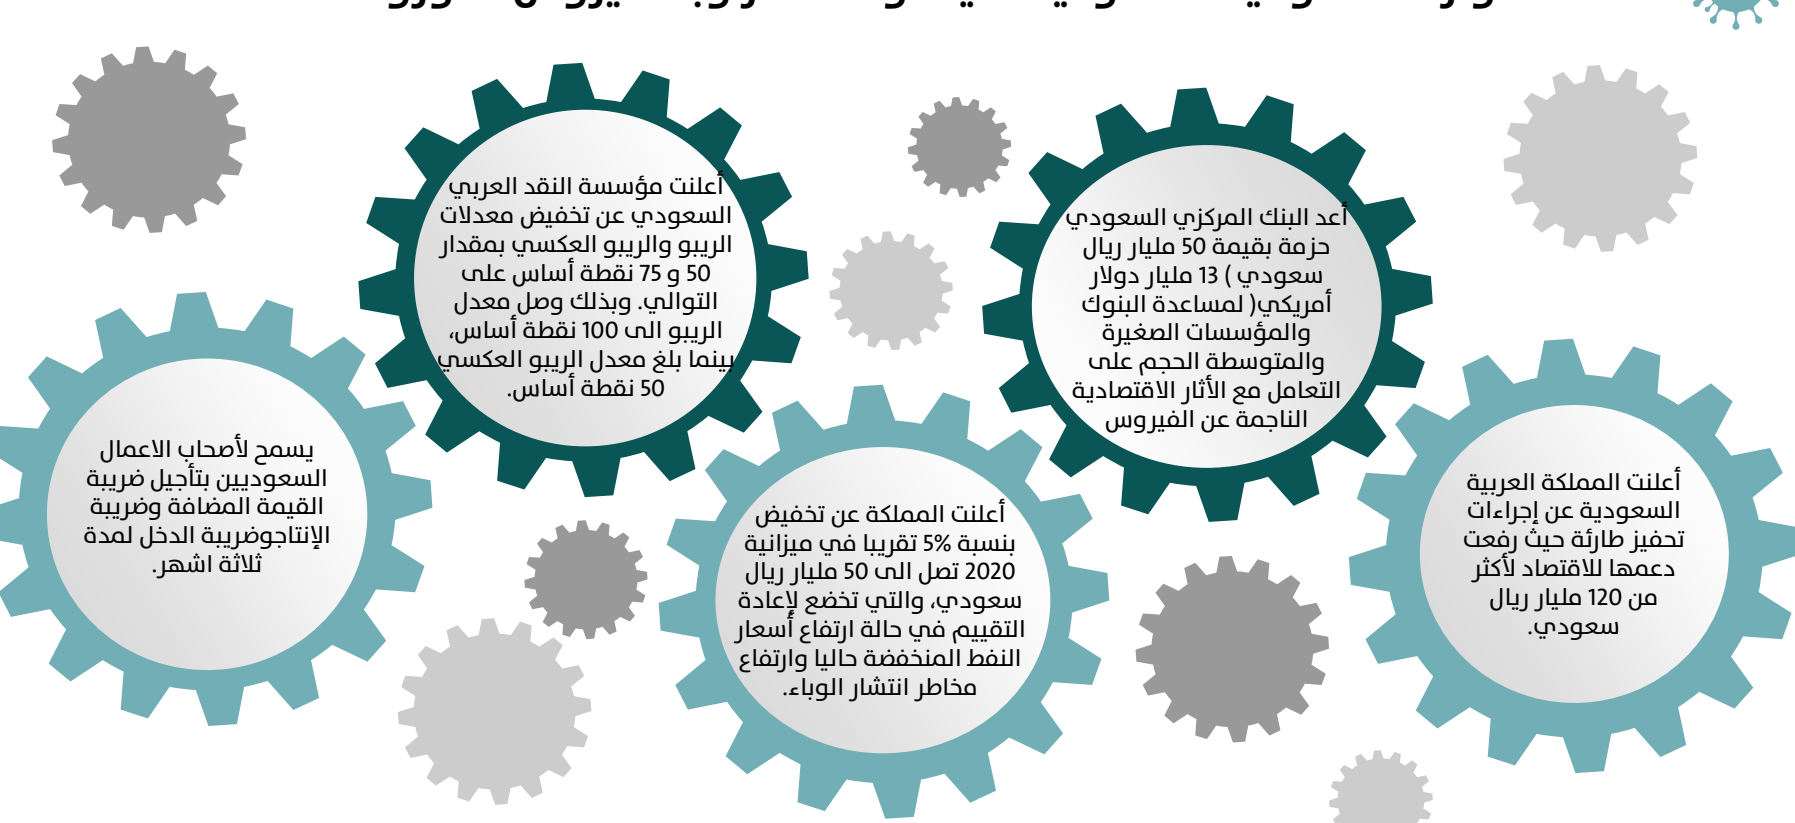 أعلنت المملكة العربية
السعودية عن إجراءات
تحفيز طارئة حيث رفعت
دعمها للاقتصاد لأكثر
من 120 مليار ريال
سعودي.
أعد البنك المركزي السعودي
حزمة بقيمة 50 مليار ريال
سعودي ) 13 مليار دولار
أمريكي( لمساعدة البنوك
والمؤسسات الصغيرة
والمتوسطة الحجم على
التعامل مع الأثار الاقتصادية
الناجمة عن الفيروس
أعلنت المملكة عن تخفيض
بنسبة 5% تقريبا في ميزانية
2020 تصل الى 50 مليار ريال
سعودي، والتي تخضع لإعادة
التقييم في حالة ارتفاع أسعار
النفط المنخفضة حاليا وارتفاع
مخاطر انتشار الوباء.
أعلنت مؤسسة النقد العربي
السعودي عن تخفيض معدلات
الريبو والريبو العكسي بمقدار
50 و 75 نقطة أساس على
التوالي. وبذلك وصل معدل
الريبو الى 100 نقطة أساس،
بينما بلغ معدل الريبو العكسي
50 نقطة أساس.
يسمح لأصحاب الاعمال
السعوديين بتأجيل ضريبة
القيمة المضافة وضريبة
الإنتاجوضريبة الدخل لمدة
ثلاثة اشهر.